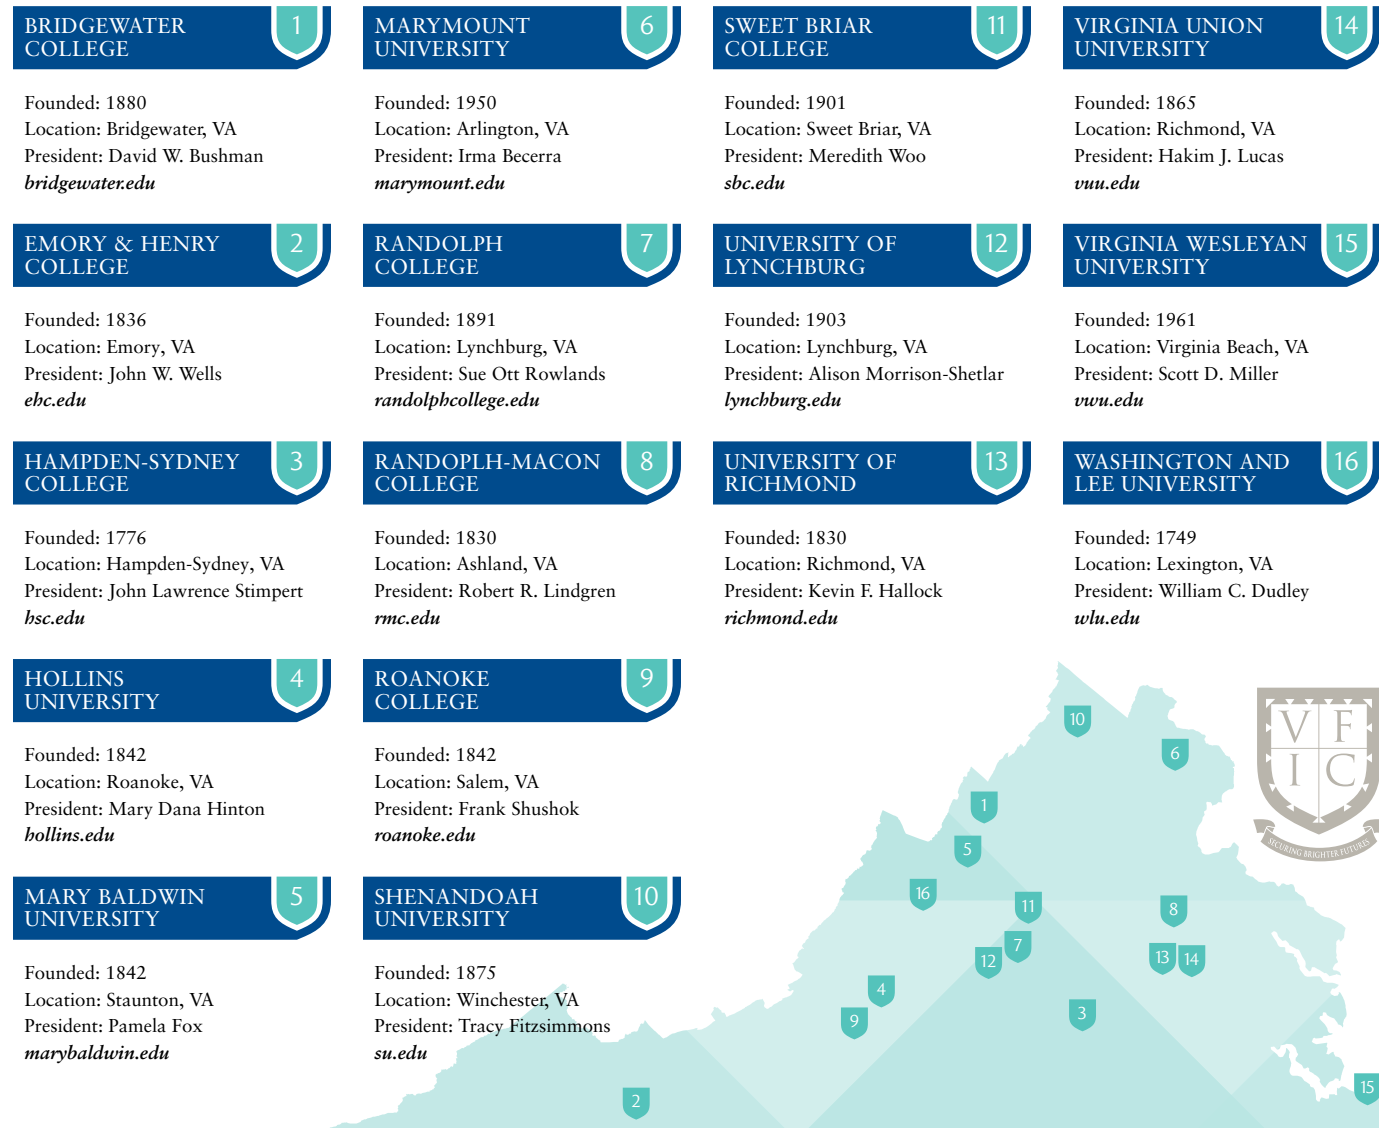 BRIDGEWATER
COLLEGE
1
Founded: 1880
Location: Bridgewater, VA
President: David W. Bushman
bridgewater.edu
EMORY & HENRY
COLLEGE
2
Founded: 1836
Location: Emory, VA
President: John W. Wells
ehc.edu
HAMPDEN-SYDNEY
COLLEGE
3
Founded: 1776
Location: Hampden-Sydney, VA
President: John Lawrence Stimpert
hsc.edu
HOLLINS
UNIVERSITY
4
Founded: 1842
Location: Roanoke, VA
President: Mary Dana Hinton
hollins.edu
MARY BALDWIN
UNIVERSITY
5
Founded: 1842
Location: Staunton, VA
President: Pamela Fox
marybaldwin.edu
MARYMOUNT
UNIVERSITY
6
Founded: 1950
Location: Arlington, VA
President: Irma Becerra
marymount.edu
RANDOLPH
COLLEGE
7
Founded: 1891
Location: Lynchburg, VA
President: Sue Ott Rowlands
randolphcollege.edu
RANDOPLH-MACON
COLLEGE
8
Founded: 1830
Location: Ashland, VA
President: Robert R. Lindgren
rmc.edu
ROANOKE
COLLEGE
9
Founded: 1842
Location: Salem, VA
President: Frank Shushok
roanoke.edu
SHENANDOAH
UNIVERSITY
10
Founded: 1875
Location: Winchester, VA
President: Tracy Fitzsimmons
su.edu
SWEET BRIAR
COLLEGE
11
Founded: 1901
Location: Sweet Briar, VA
President: Meredith Woo
sbc.edu
UNIVERSITY OF
LYNCHBURG
12
Founded: 1903
Location: Lynchburg, VA
President: Alison Morrison-Shetlar
lynchburg.edu
UNIVERSITY OF
RICHMOND
13
Founded: 1830
Location: Richmond, VA
President: Kevin F. Hallock
richmond.edu
VIRGINIA UNION
UNIVERSITY
14
Founded: 1865
Location: Richmond, VA
President: Hakim J. Lucas
vuu.edu
VIRGINIA WESLEYAN
UNIVERSITY
15
Founded: 1961
Location: Virginia Beach, VA
President: Scott D. Miller
vwu.edu
WASHINGTON AND
LEE UNIVERSITY
16
Founded: 1749
Location: Lexington, VA
President: William C. Dudley
wlu.edu
10
6
1
5
16
11
8
7
12
13 14
4
9
3
15
2
V F
I C
SECURING BRIGHTER FUTURES